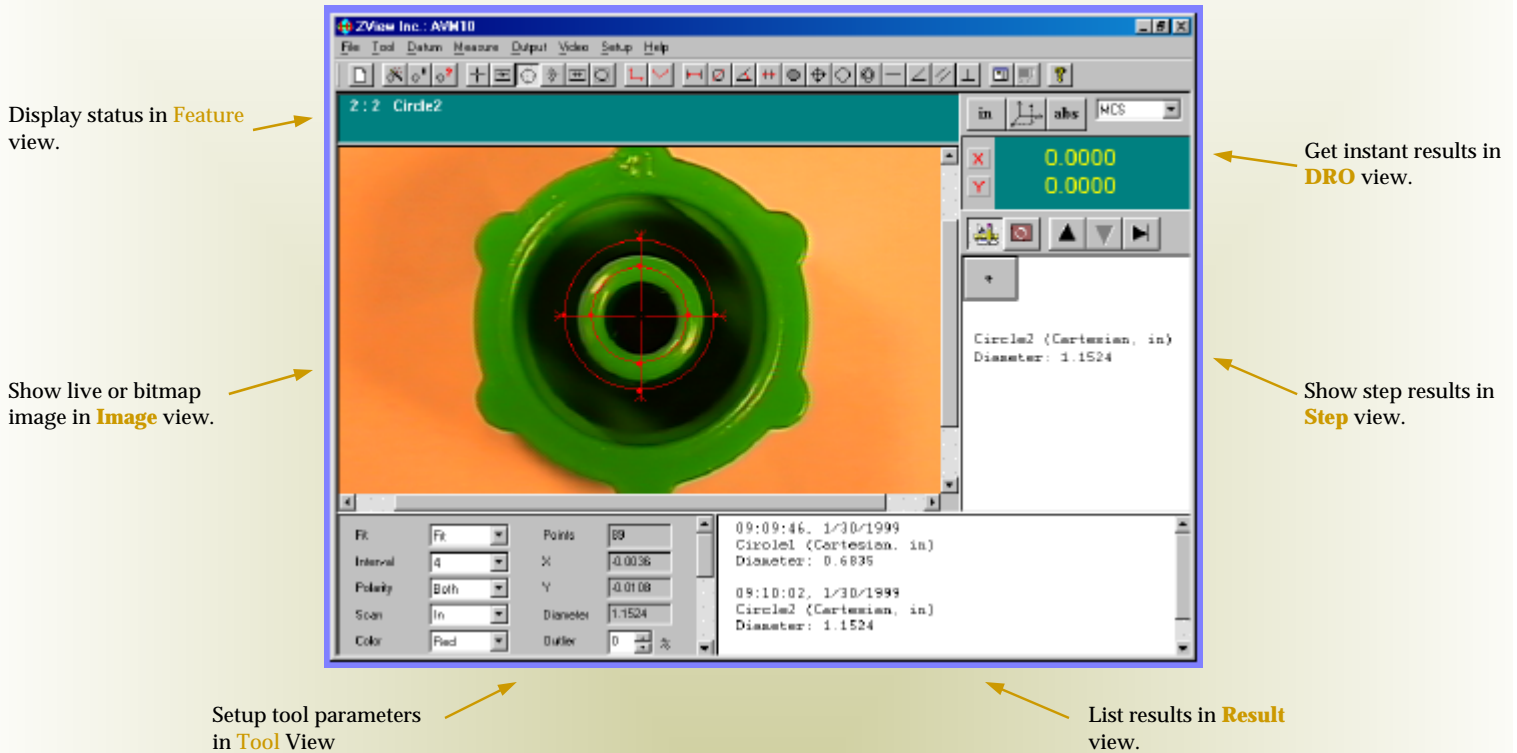 ZView Inc.: AVM10
File Tool Datum Measure Output Video Setup Help
Display status in Feature
view.
2 : 2 Circle2
in abs MCS
X 0.0000
Y 0.0000
Get instant results in
DRO view.
41
Circle2 (Cartesian, in)
Diameter: 1.1524
Show live or bitmap
image in Image view.
Show step results in
Step view.
Fit Fit Points 89
Interval 4 X -0.0036
Polarity Both Y -0.0108
Scan In Diameter 1.1524
Color Red Outlier 0 %
09:09:46, 1/30/1999
Circle1 (Cartesian, in)
Diameter: 0.6835
09:10:02, 1/30/1999
Circle2 (Cartesian, in)
Diameter: 1.1524
Setup tool parameters
in Tool View
List results in Result
view.